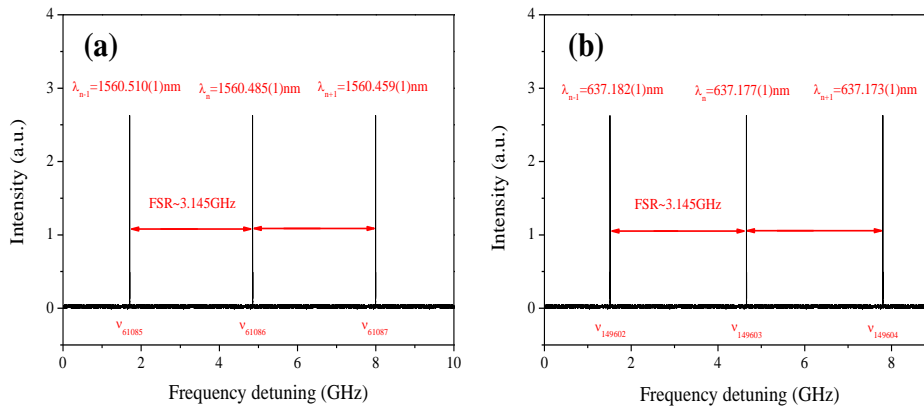 (a)
λn-1=1560.510(1)nm λn=1560.485(1)nm λn+1=1560.459(1)nm
FSR~3.145GHz
ν61085 ν61086 ν61087
Intensity (a.u.)
4
3
2
1
0
0 2 4 6 8 10
Frequency detuning (GHz)
(b)
λn-1=637.182(1)nm λn=637.177(1)nm λn+1=637.173(1)nm
FSR~3.145GHz
ν149602 ν149603 ν149604
Intensity (a.u.)
4
3
2
1
0
0 2 4 6 8
Frequency detuning (GHz)